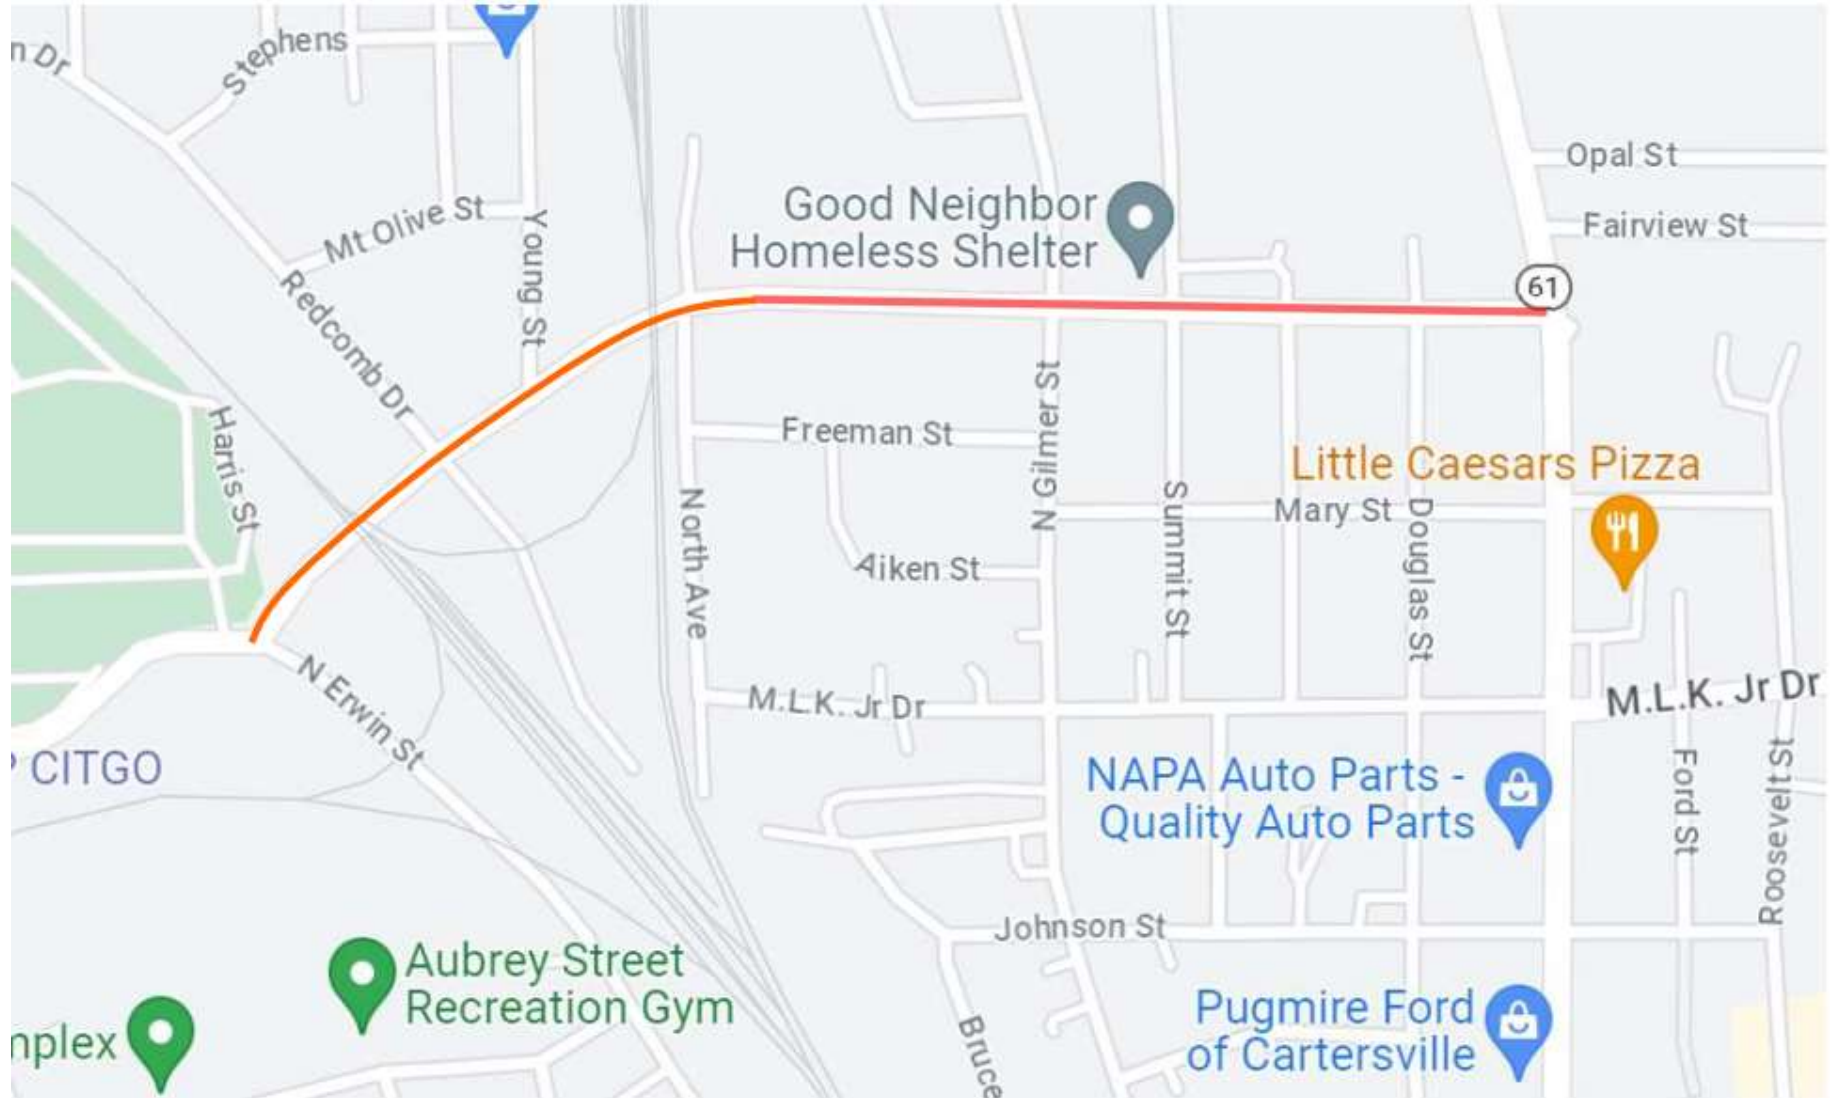 Stephens
n Dr
Opal St
Fairview St
Good Neighbor
Homeless Shelter
Mt Olive St
Young St
Redcomb Dr
61
Harris St
Freeman St
N Gilmer St
Little Caesars Pizza
Mary St
Summit St
Douglas St
North Ave
Aiken St
N Erwin St
M.L.K. Jr Dr
M.L.K. Jr Dr
CITGO
NAPA Auto Parts -
Quality Auto Parts
Ford St
Roosevelt St
Johnson St
Aubrey Street
Recreation Gym
Pugmire Ford
of Cartersville
Bruce
nplex